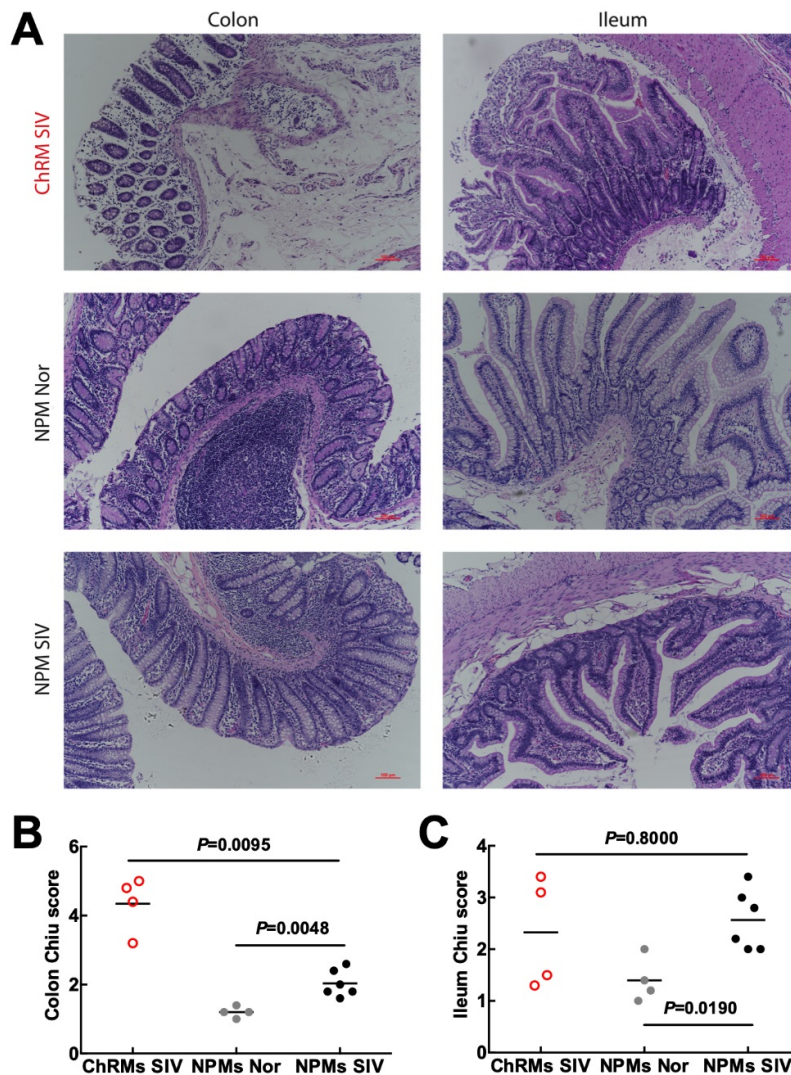 A
Colon
Ileum
ChRM SIV
NPM Nor
NPM SIV
100 μm
B
P=0.0095
P=0.0048
Colon Chiu score
6
4
2
0
ChRMs SIV NPMs Nor NPMs SIV
C
P=0.8000
P=0.0190
Ileum Chiu score
4
3
2
1
0
ChRMs SIV NPMs Nor NPMs SIV